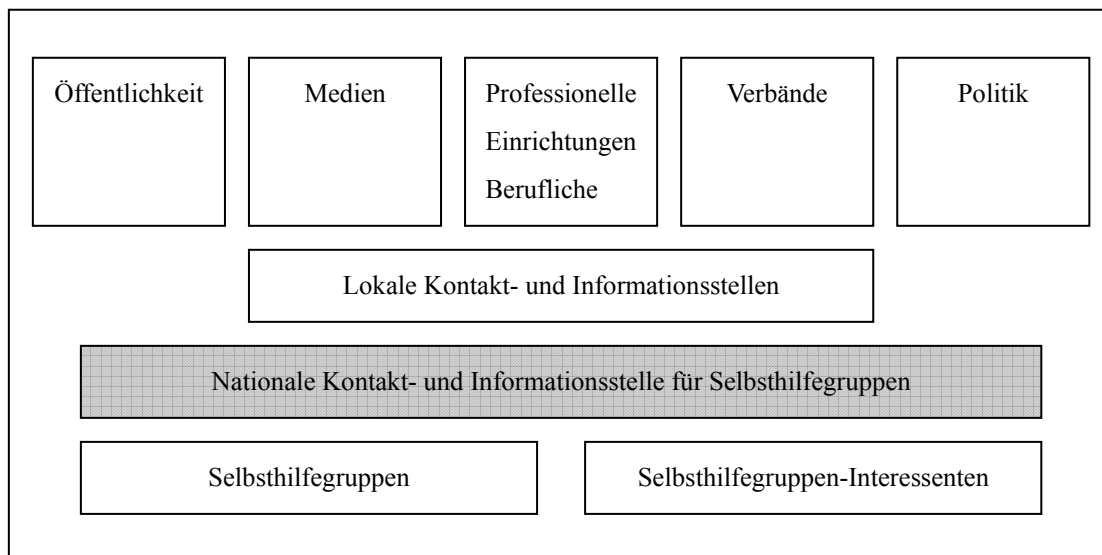 Öffentlichkeit
Medien
Professionelle
Einrichtungen
Berufliche
Verbände
Politik
Lokale Kontakt- und Informationsstellen
Nationale Kontakt- und Informationsstelle für Selbsthilfegruppen
Selbsthilfegruppen
Selbsthilfegruppen-Interessenten